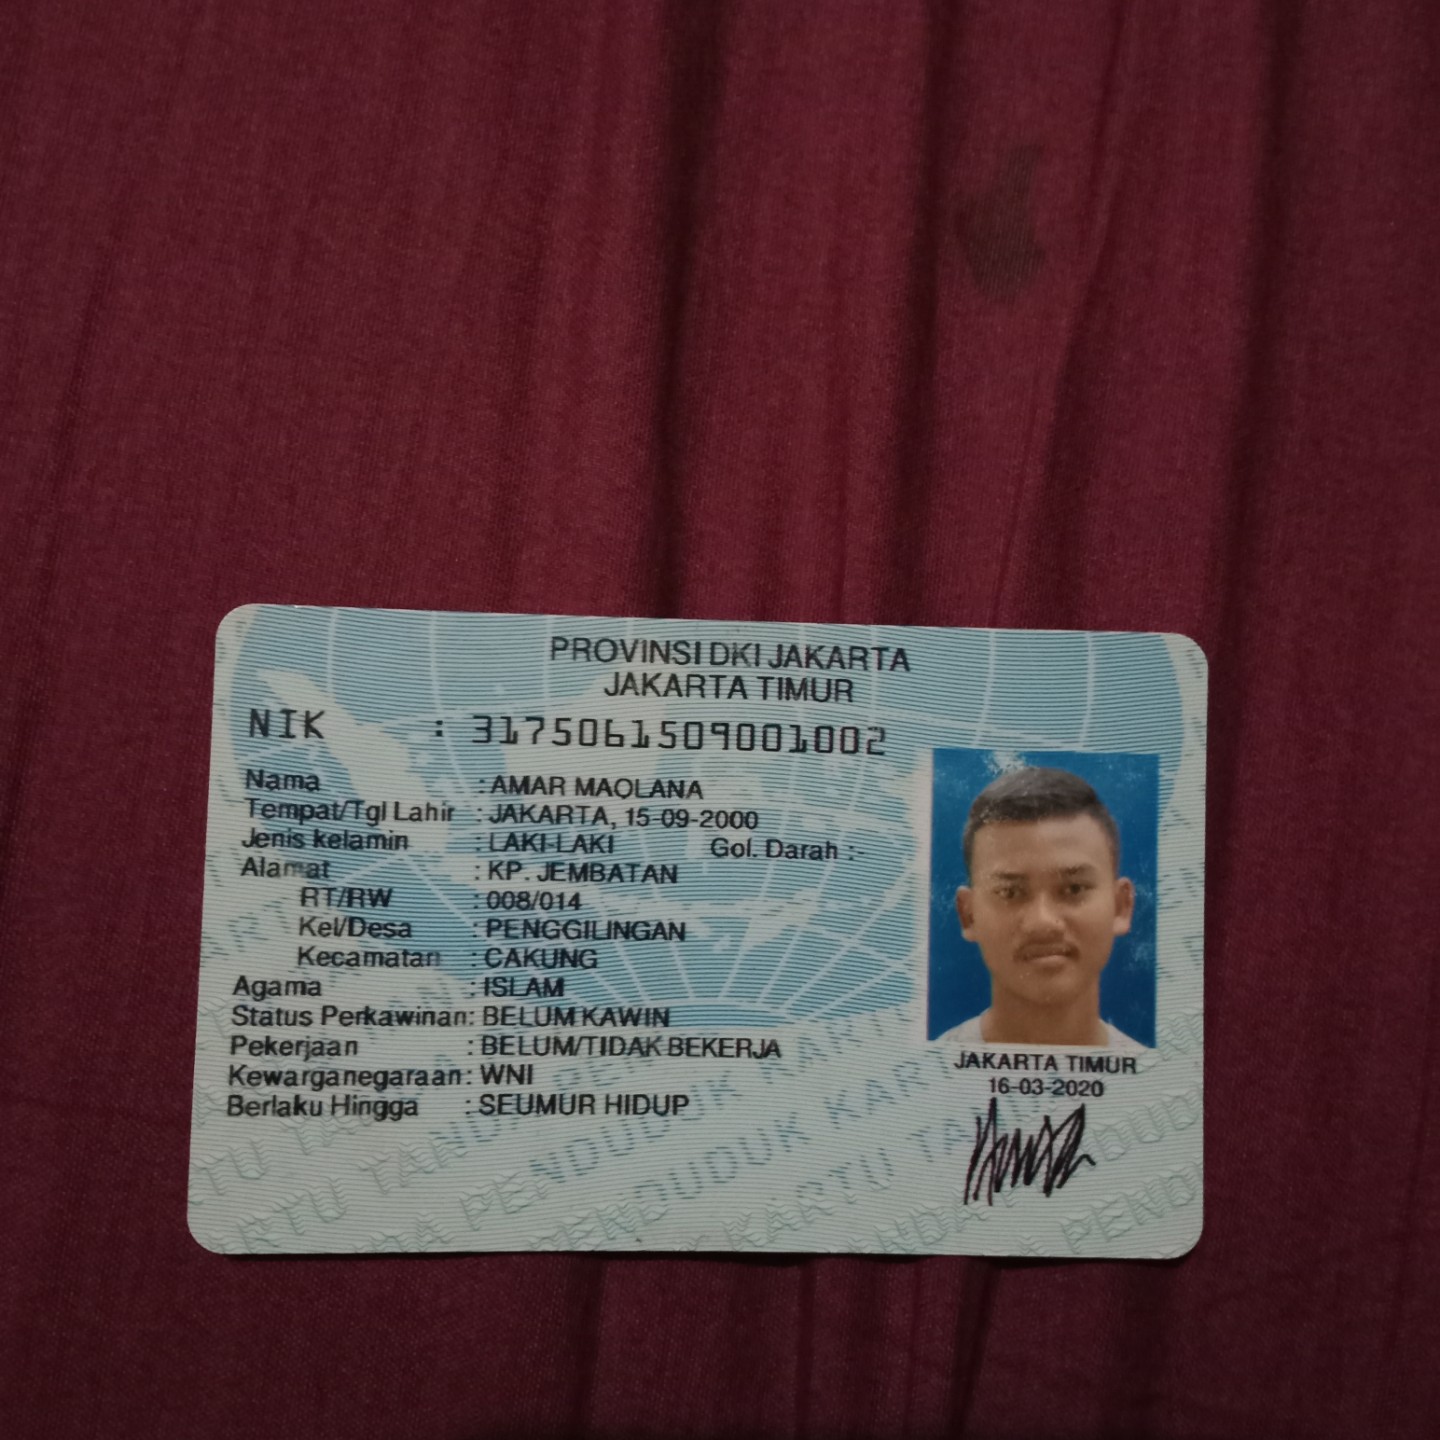 PROVINSI DKI JAKARTA
JAKARTA TIMUR
NIK : 3175061509001002
Nama : AMAR MAOLANA
Tempat/Tgl Lahir : JAKARTA, 15-09-2000
Jenis kelamin : LAKI-LAKI Gol. Darah :-
Alamat : KP. JEMBATAN
RT/RW : 008/014
Kel/Desa : PENGGILINGAN
Kecamatan : CAKUNG
Agama : ISLAM
Status Perkawinan: BELUM KAWIN
Pekerjaan : BELUM/TIDAK BEKERJA
Kewarganegaraan: WNI
Berlaku Hingga : SEUMUR HIDUP
JAKARTA TIMUR
16-03-2020